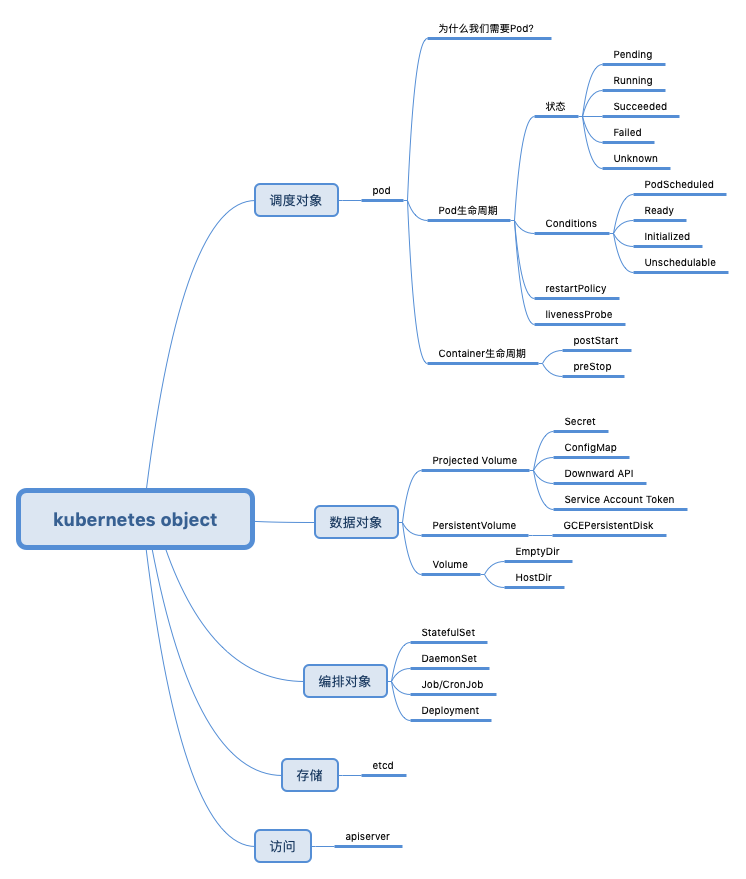 kubernetes object
调度对象
pod
为什么我们需要Pod?
Pod生命周期
状态
Pending
Running
Succeeded
Failed
Unknown
Conditions
PodScheduled
Ready
Initialized
Unschedulable
restartPolicy
livenessProbe
Container生命周期
postStart
preStop
数据对象
Projected Volume
Secret
ConfigMap
Downward API
Service Account Token
PersistentVolume
GCEPersistentDisk
Volume
EmptyDir
HostDir
编排对象
StatefulSet
DaemonSet
Job/CronJob
Deployment
存储
etcd
访问
apiserver